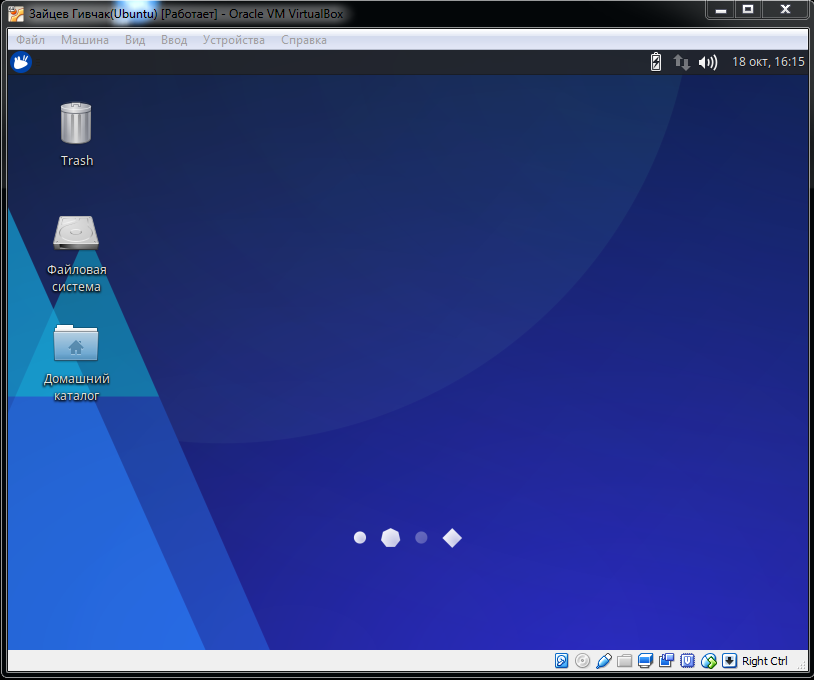 Зайцев Гивчак(Ubuntu) [Работает] - Oracle VM VirtualBox
Файл Машина Вид Ввод Устройства Справка
18 окт, 16:15
Trash
Файловая
система
Домашний
каталог
Right Ctrl